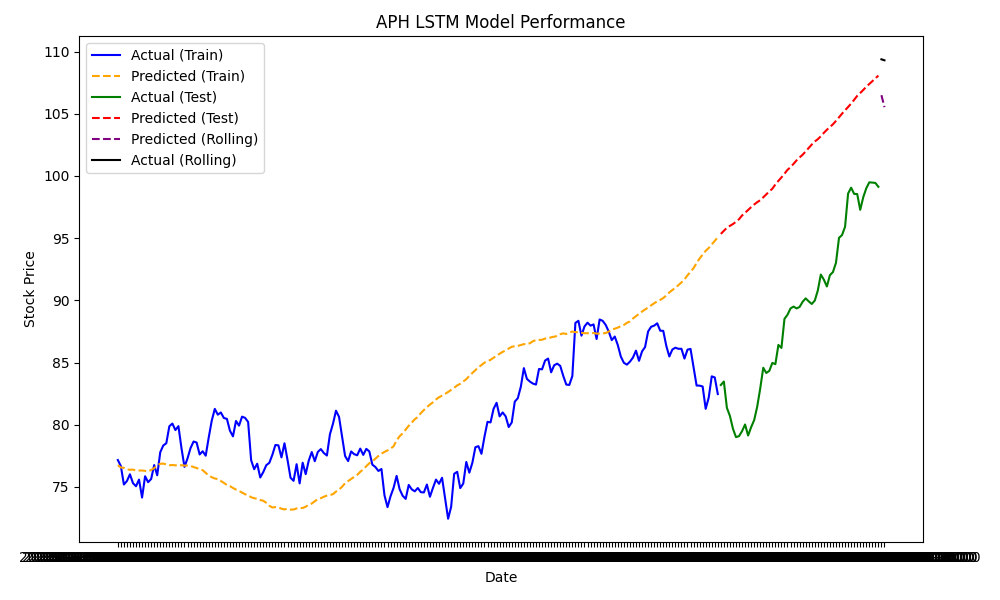 APH LSTM Model Performance
Stock Price
110
105
100
95
90
85
80
75
Actual (Train)
Predicted (Train)
Actual (Test)
Predicted (Test)
Predicted (Rolling)
Actual (Rolling)
Date